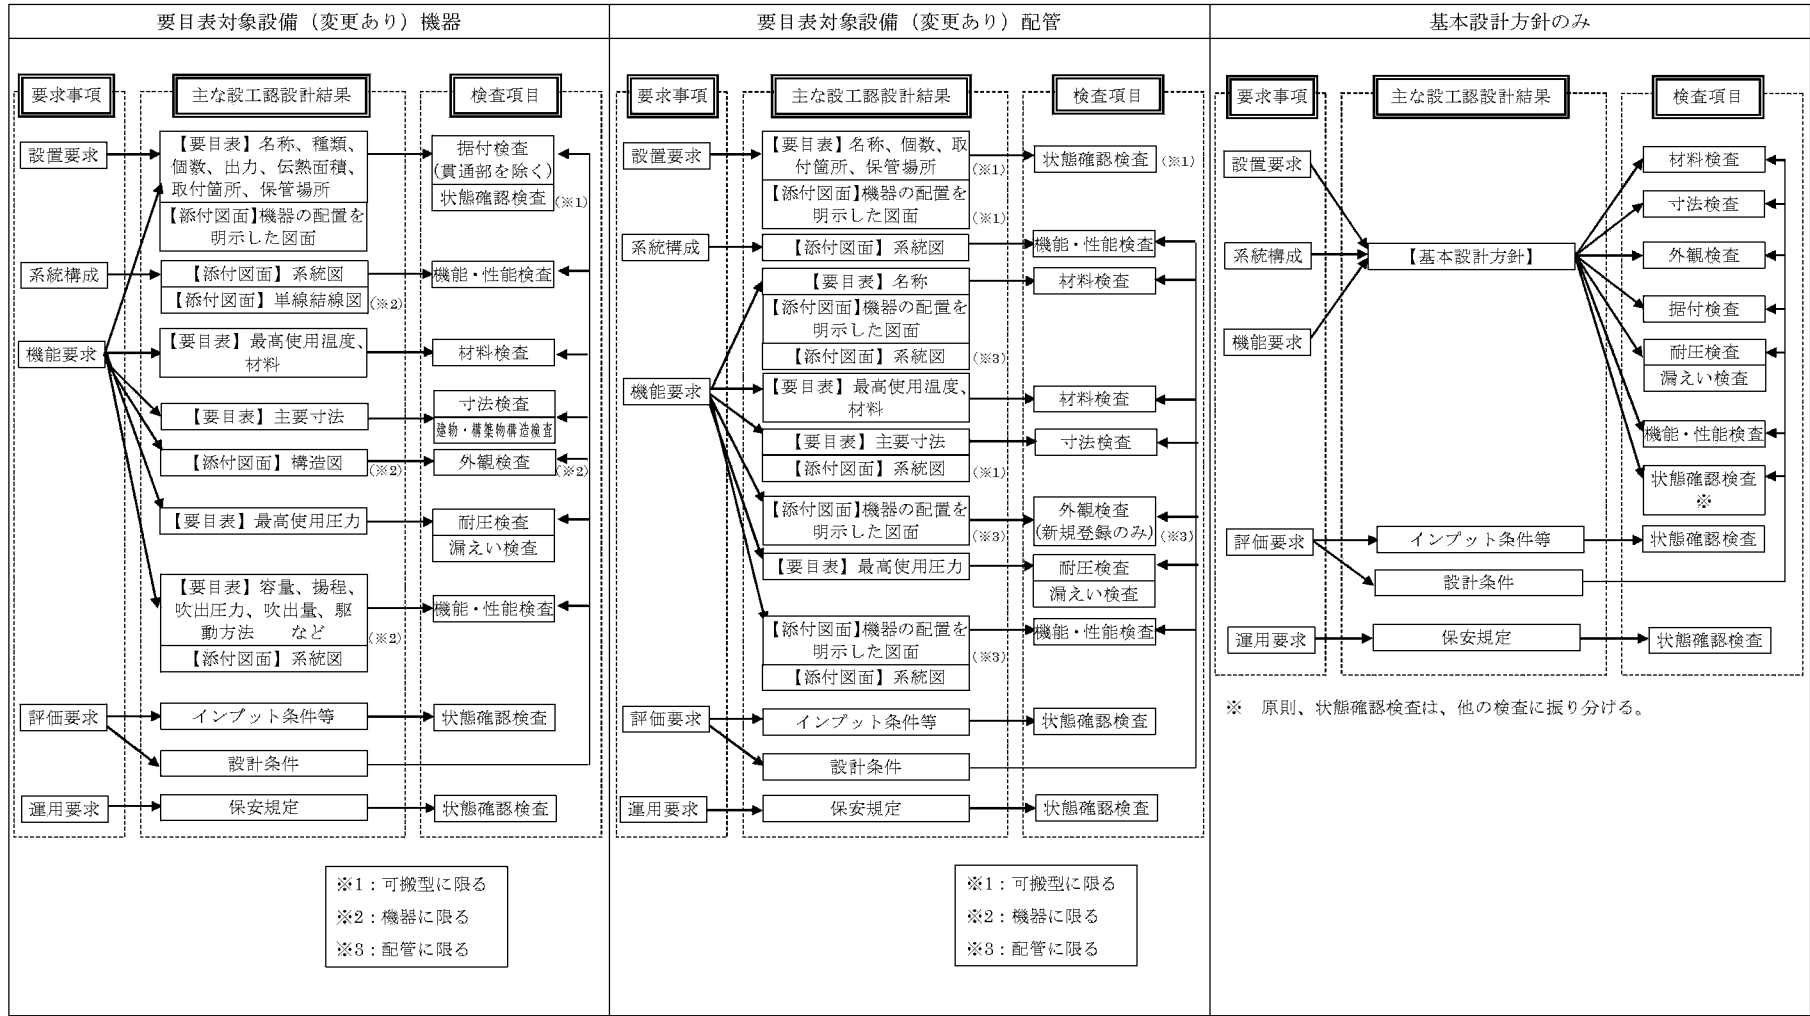 要目表対象設備（変更あり）機器
要求事項
主な設工認設計結果
検査項目
設置要求
【要目表】名称、種類、
個数、出力、伝熱面積、
取付箇所、保管場所
【添付図面】機器の配置を
明示した図面
据付検査
(貫通部を除く)
状態確認検査
(※1)
系統構成
【添付図面】系統図
【添付図面】単線結線図
(※2)
機能・性能検査
機能要求
【要目表】最高使用温度、
材料
材料検査
【要目表】主要寸法
寸法検査
建物・構築物構造検査
【添付図面】構造図
(※2)
外観検査
(※2)
【要目表】最高使用圧力
耐圧検査
漏えい検査
【要目表】容量、揚程、
吹出圧力、吹出量、駆
動方法　など
(※2)
【添付図面】系統図
機能・性能検査
評価要求
インプット条件等
状態確認検査
設計条件
運用要求
保安規定
状態確認検査
※1：可搬型に限る
※2：機器に限る
※3：配管に限る
要目表対象設備（変更あり）配管
要求事項
主な設工認設計結果
検査項目
設置要求
【要目表】名称、個数、取
付箇所、保管場所
(※1)
【添付図面】機器の配置を
明示した図面
(※1)
状態確認検査
(※1)
系統構成
【添付図面】系統図
機能・性能検査
【要目表】名称
材料検査
【添付図面】機器の配置を
明示した図面
【添付図面】系統図
(※3)
機能要求
【要目表】最高使用温度、
材料
材料検査
【要目表】主要寸法
寸法検査
【添付図面】系統図
(※1)
【添付図面】機器の配置を
明示した図面
(※3)
外観検査
(新規登録のみ)
(※3)
【要目表】最高使用圧力
耐圧検査
漏えい検査
【添付図面】機器の配置を
明示した図面
(※3)
【添付図面】系統図
機能・性能検査
評価要求
インプット条件等
状態確認検査
設計条件
運用要求
保安規定
状態確認検査
※1：可搬型に限る
※2：機器に限る
※3：配管に限る
基本設計方針のみ
要求事項
主な設工認設計結果
検査項目
設置要求
系統構成
機能要求
【基本設計方針】
材料検査
寸法検査
外観検査
据付検査
耐圧検査
漏えい検査
機能・性能検査
状態確認検査
※
評価要求
インプット条件等
状態確認検査
設計条件
運用要求
保安規定
状態確認検査
※　原則、状態確認検査は、他の検査に振り分ける。